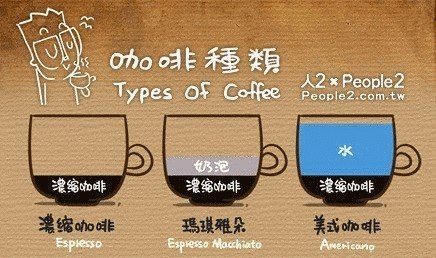 咖啡種類
Types Of Coffee
人2×People2
People2.com.tw
濃縮咖啡
奶泡
濃縮咖啡
水
濃縮咖啡
濃縮咖啡
Espresso
瑪琪雅朵
Espresso Macchiato
美式咖啡
Americano